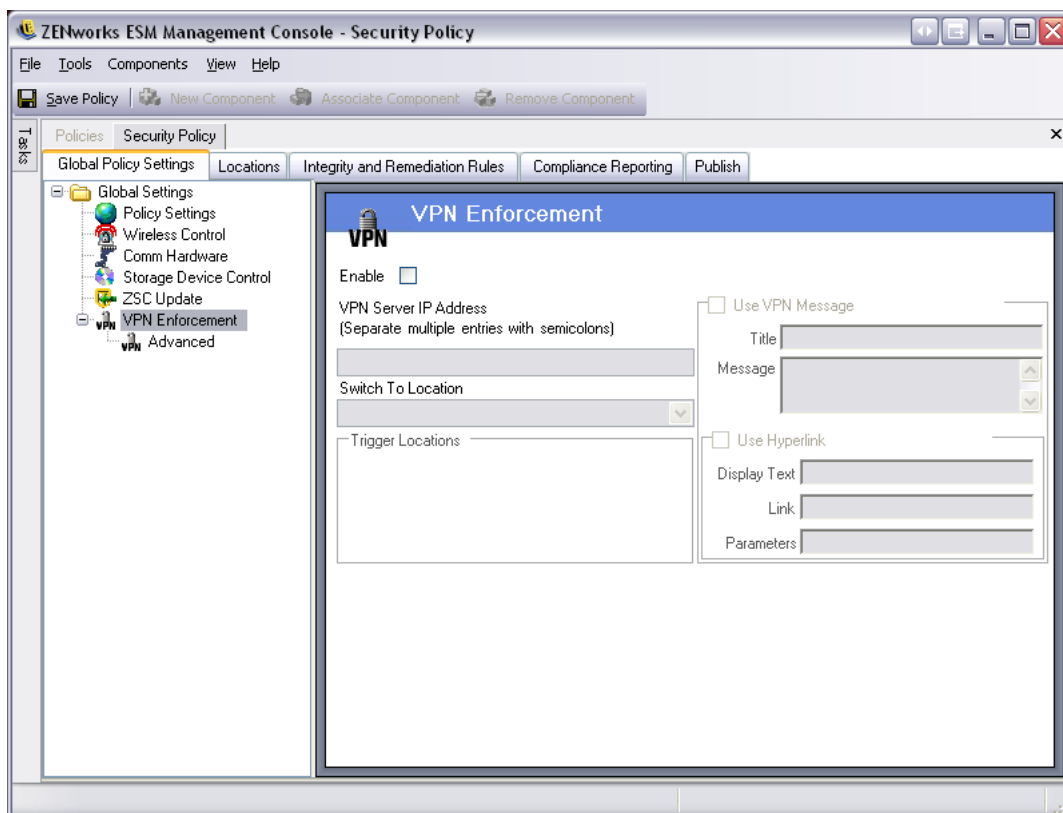 ZENworks ESM Management Console - Security Policy
File Tools Components View Help
Save Policy New Component Associate Component Remove Component
Tasks
Policies Security Policy
Global Policy Settings Locations Integrity and Remediation Rules Compliance Reporting Publish
Global Settings
Policy Settings
Wireless Control
Comm Hardware
Storage Device Control
ZSC Update
VPN VPN Enforcement
VPN Advanced
VPN VPN Enforcement
Enable
VPN Server IP Address
(Separate multiple entries with semicolons)
Switch To Location
Trigger Locations
Use VPN Message
Title
Message
Use Hyperlink
Display Text
Link
Parameters